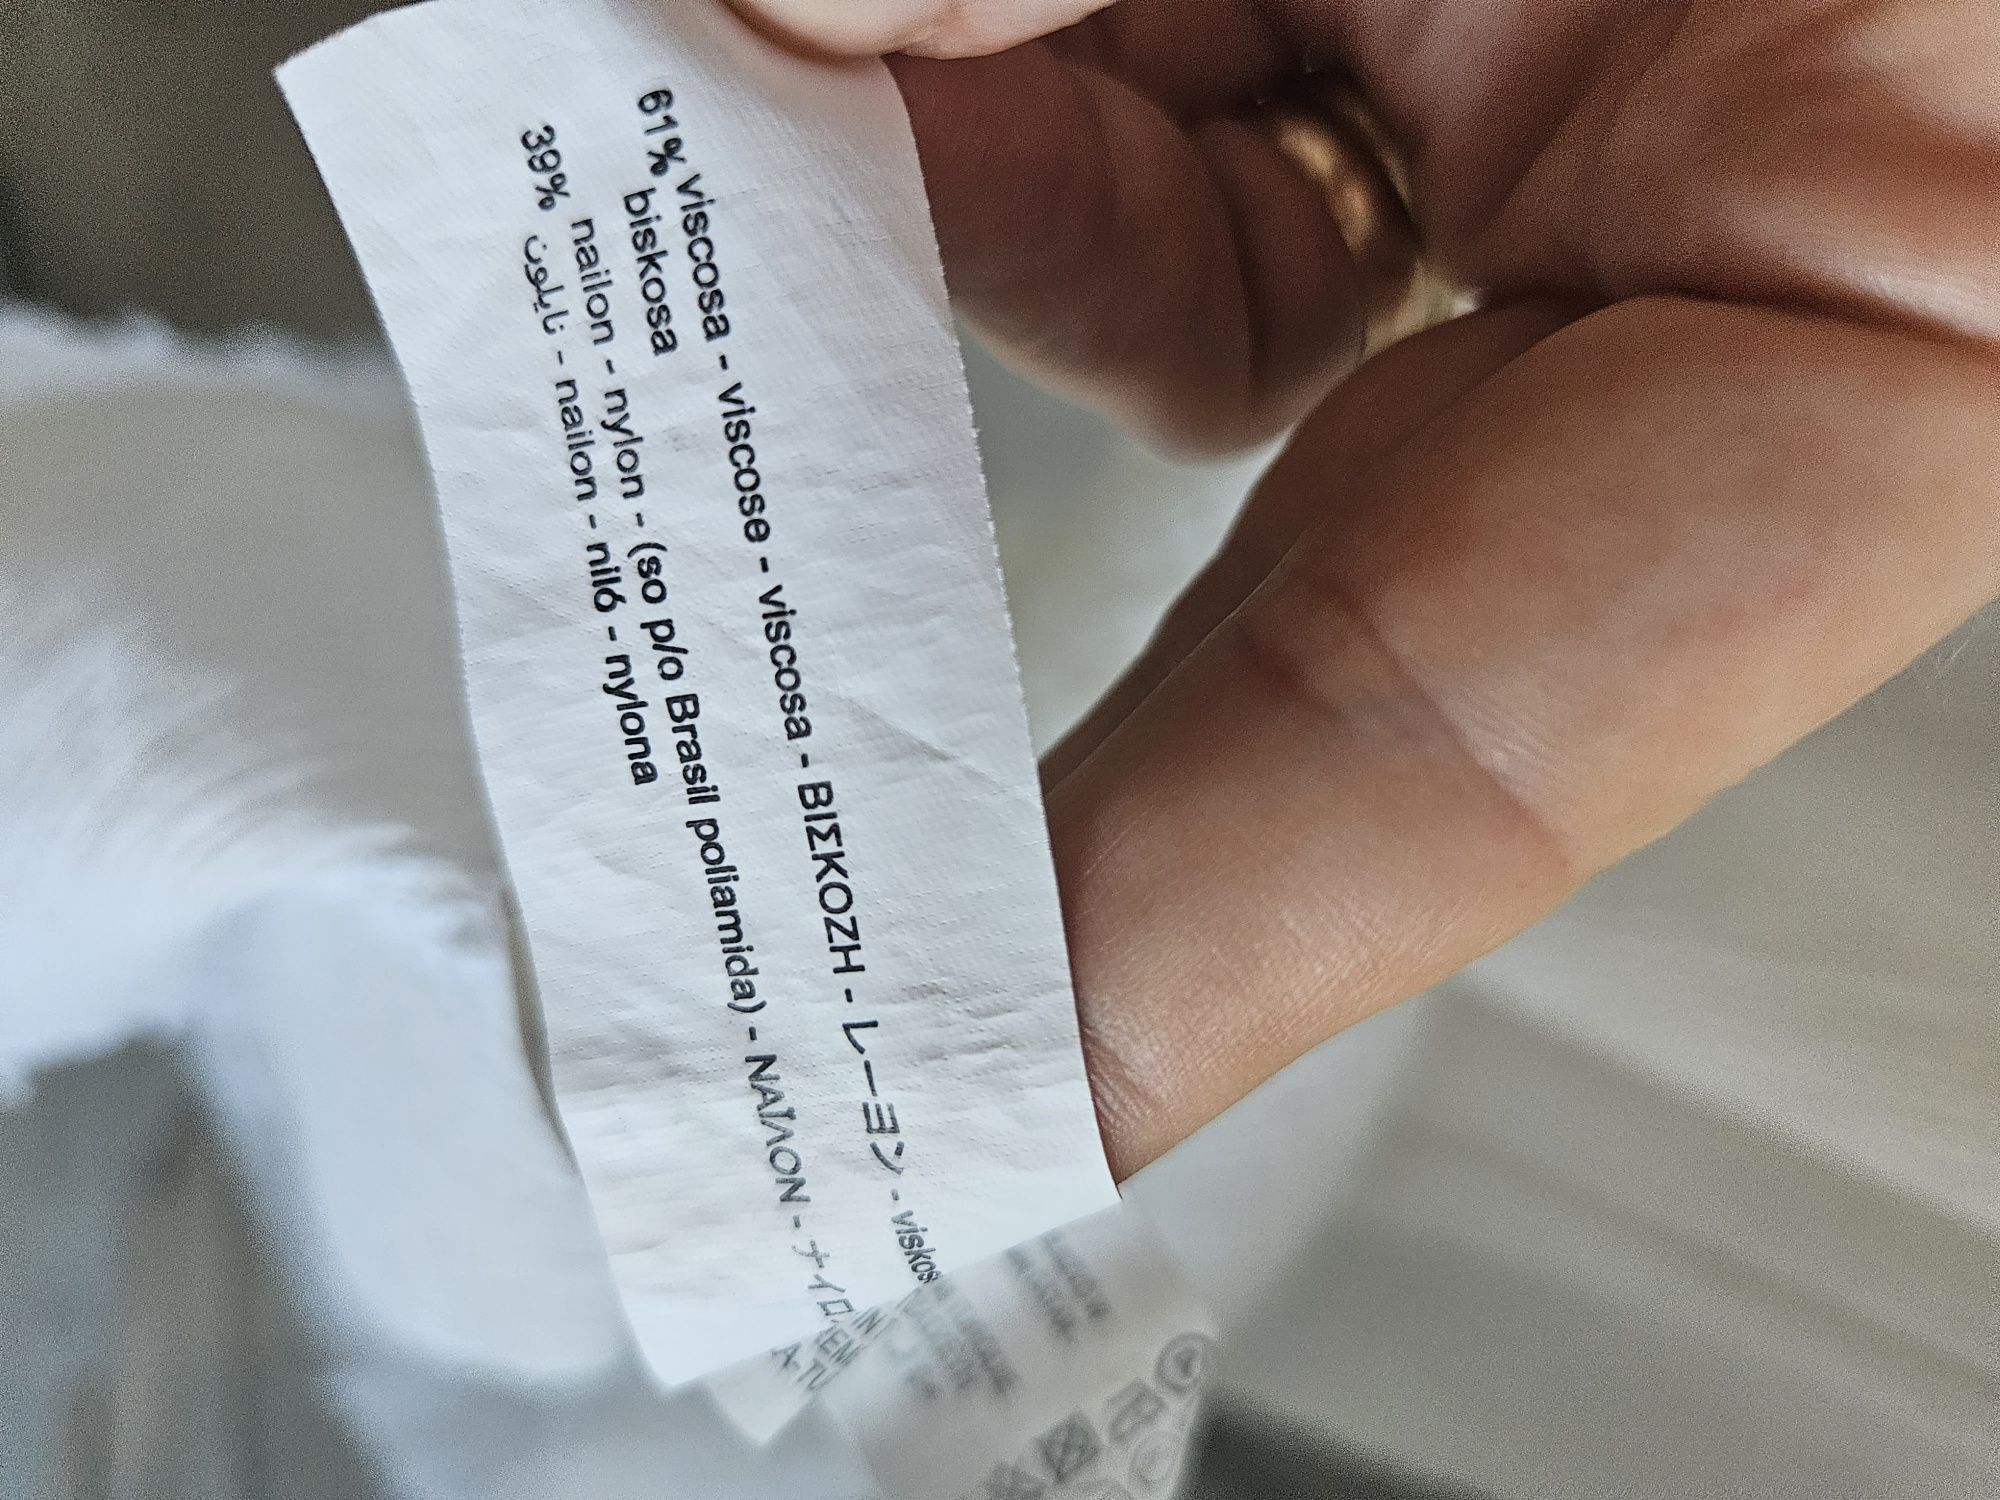 61% viscosa - viscose - viscosa - ΒΙΣΚΟΖΗ - レーヨン - viskos
biskosa
nailon - nylon - (so p/o Brasil poliamida) - ΝΑΪΛΟΝ - ナイロ
39% نايلون - nailon - niló - nylona